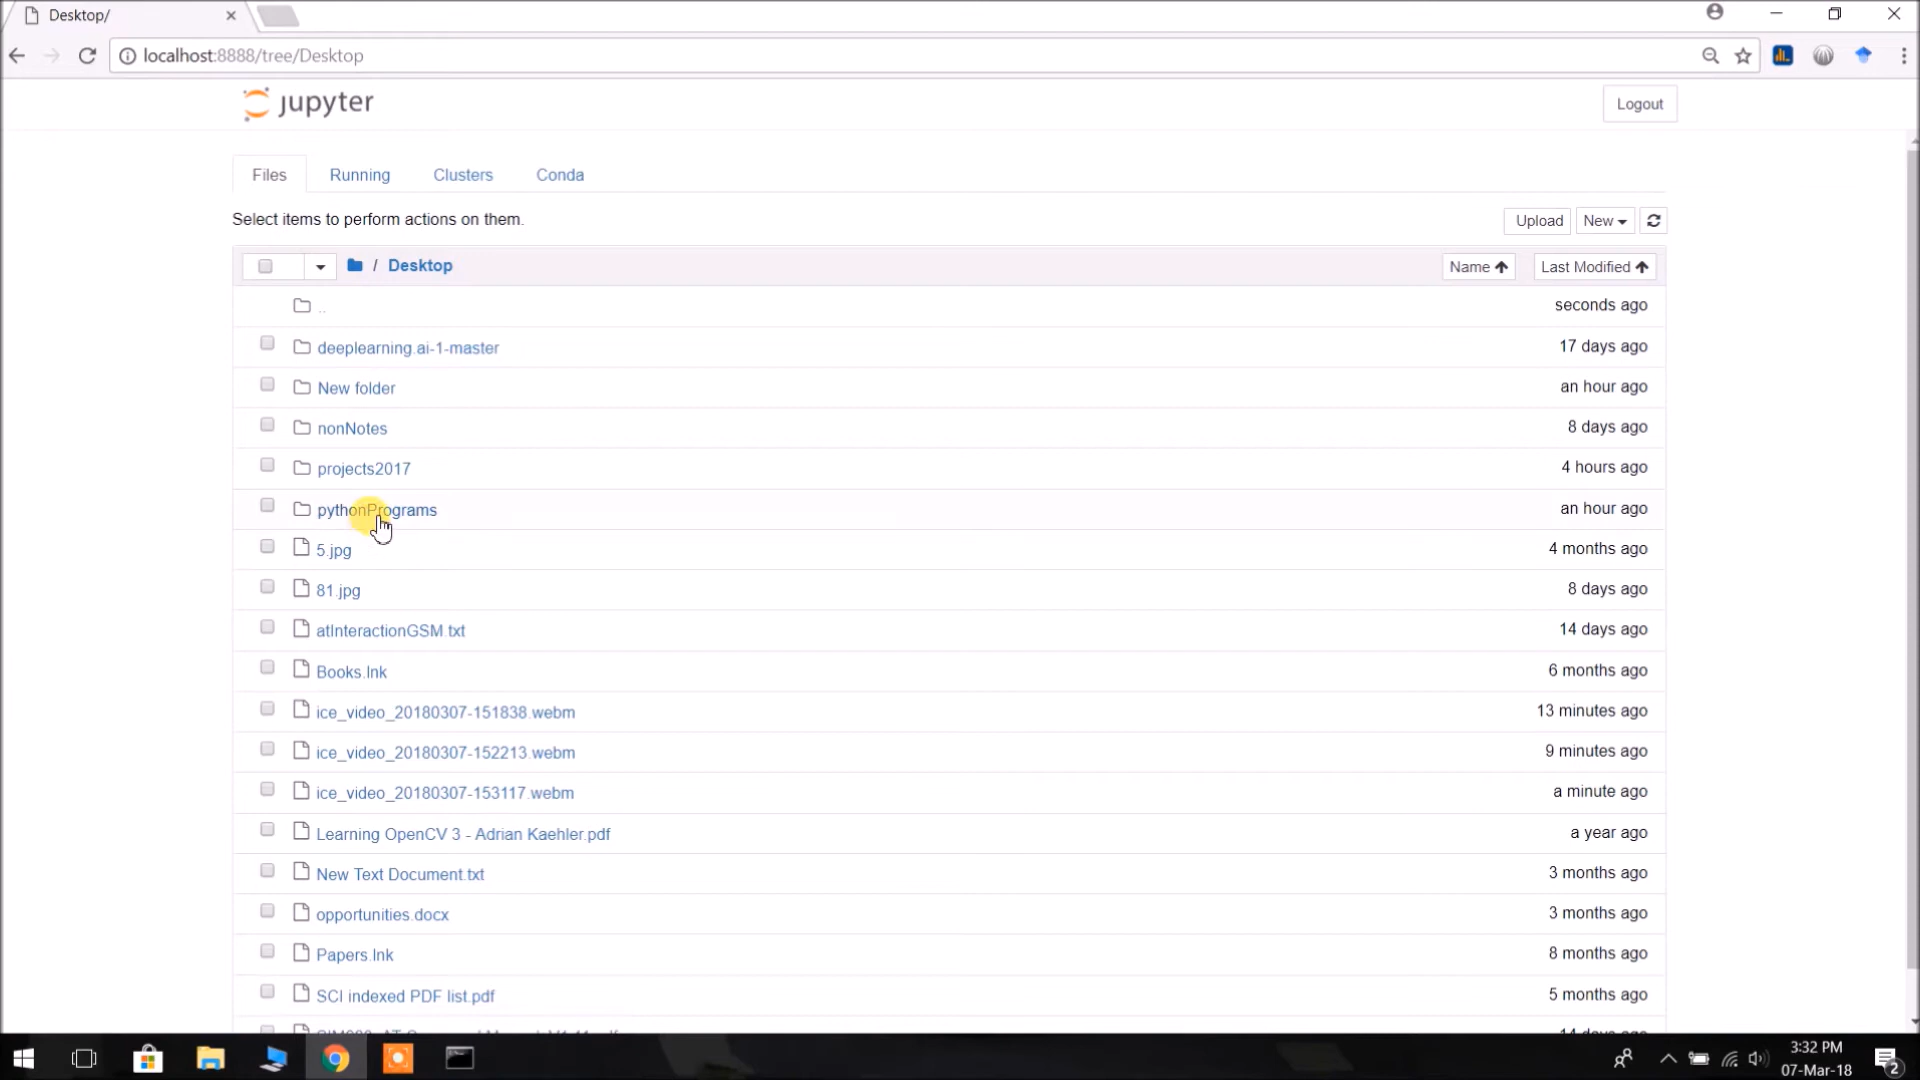 Desktop/
localhost:8888/tree/Desktop
jupyter
Logout
Files Running Clusters Conda
Select items to perform actions on them.
Upload New
/ Desktop Name Last Modified
.. seconds ago
deeplearning.ai-1-master 17 days ago
New folder an hour ago
nonNotes 8 days ago
projects2017 4 hours ago
pythonPrograms an hour ago
5.jpg 4 months ago
81.jpg 8 days ago
atInteractionGSM.txt 14 days ago
Books.lnk 6 months ago
ice_video_20180307-151838.webm 13 minutes ago
ice_video_20180307-152213.webm 9 minutes ago
ice_video_20180307-153117.webm a minute ago
Learning OpenCV 3 - Adrian Kaehler.pdf a year ago
New Text Document.txt 3 months ago
opportunities.docx 3 months ago
Papers.lnk 8 months ago
SCI indexed PDF list.pdf 5 months ago
3:32 PM
07-Mar-18
2